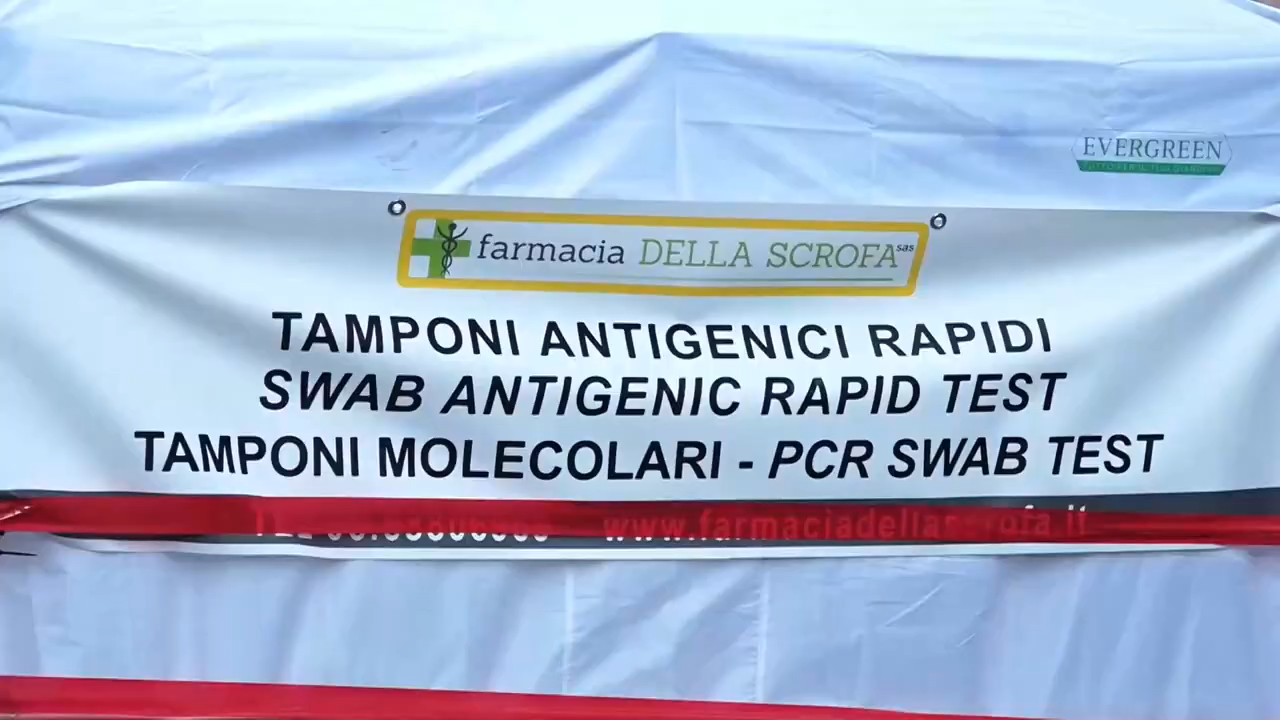 EVERGREEN
farmacia DELLA SCROFA sas
TAMPONI ANTIGENICI RAPIDI
SWAB ANTIGENIC RAPID TEST
TAMPONI MOLECOLARI - PCR SWAB TEST
www.farmaciadellascrofa.it